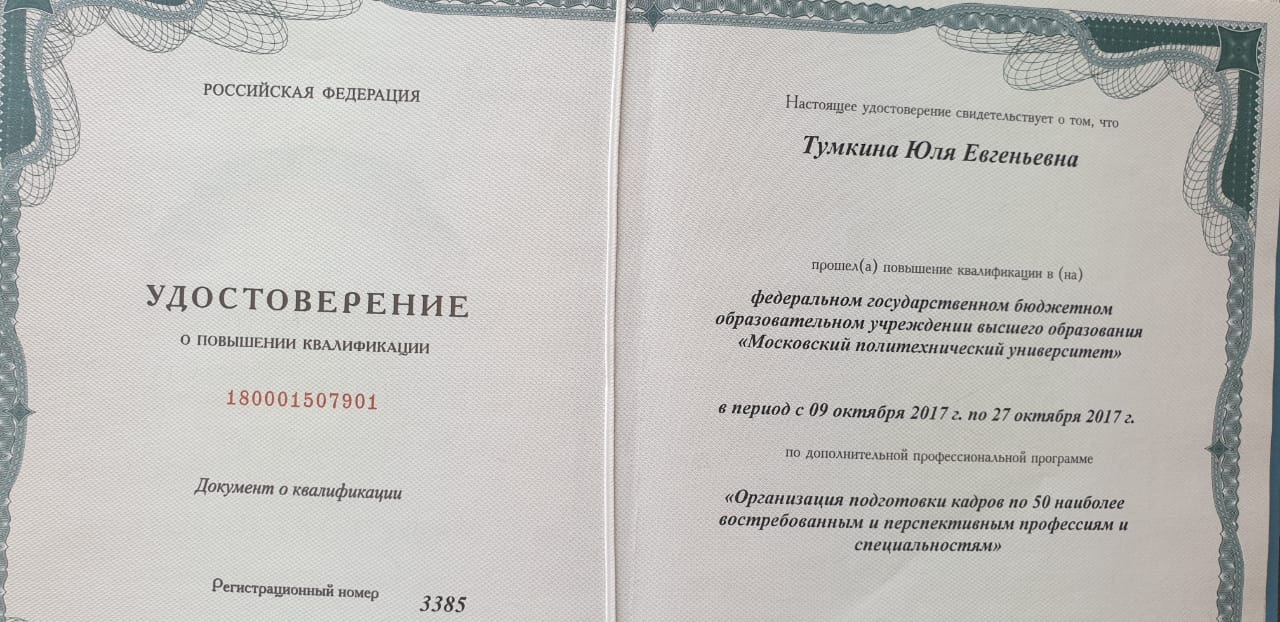 РОССИЙСКАЯ ФЕДЕРАЦИЯ
УДОСТОВЕРЕНИЕ
О ПОВЫШЕНИИ КВАЛИФИКАЦИИ
180001507901
Документ о квалификации
Регистрационный номер 3385
Настоящее удостоверение свидетельствует о том, что
Тумкина Юля Евгеньевна
прошел(а) повышение квалификации в (на)
федеральном государственном бюджетном
образовательном учреждении высшего образования
«Московский политехнический университет»
в период с 09 октября 2017 г. по 27 октября 2017 г.
по дополнительной профессиональной программе
«Организация подготовки кадров по 50 наиболее
востребованным и перспективным профессиям и
специальностям»